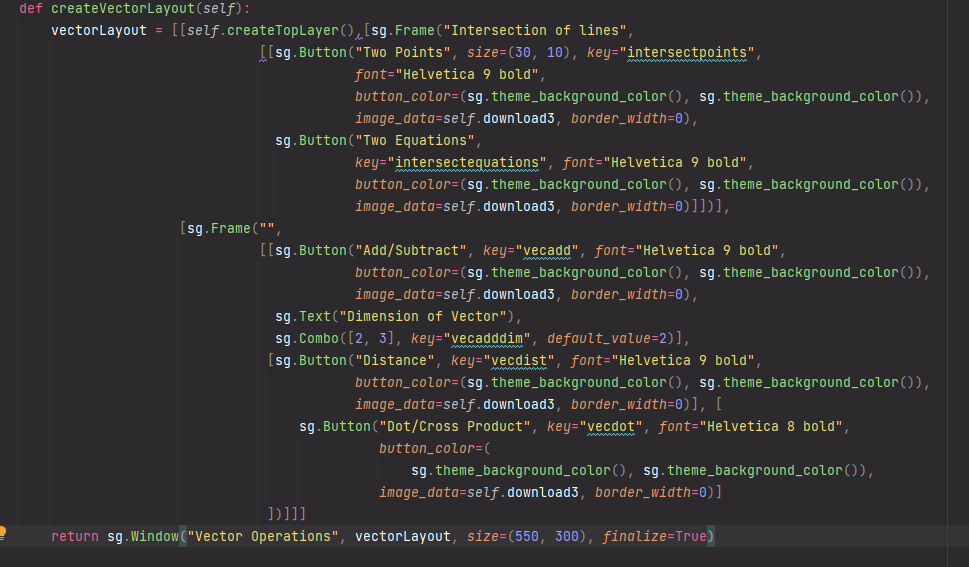 def createVectorLayout(self):
vectorLayout = [[self.createTopLayer(),[sg.Frame("Intersection of lines",
[[sg.Button("Two Points", size=(30, 10), key="intersectpoints",
font="Helvetica 9 bold",
button_color=(sg.theme_background_color(), sg.theme_background_color()),
image_data=self.download3, border_width=0),
sg.Button("Two Equations",
key="intersectequations", font="Helvetica 9 bold",
button_color=(sg.theme_background_color(), sg.theme_background_color()),
image_data=self.download3, border_width=0)]])],
[sg.Frame("",
[[sg.Button("Add/Subtract", key="vecadd", font="Helvetica 9 bold",
button_color=(sg.theme_background_color(), sg.theme_background_color()),
image_data=self.download3, border_width=0),
sg.Text("Dimension of Vector"),
sg.Combo([2, 3], key="vecadddim", default_value=2)],
[sg.Button("Distance", key="vecdist", font="Helvetica 9 bold",
button_color=(sg.theme_background_color(), sg.theme_background_color()),
image_data=self.download3, border_width=0)], [
sg.Button("Dot/Cross Product", key="vecdot", font="Helvetica 8 bold",
button_color=(
sg.theme_background_color(), sg.theme_background_color()),
image_data=self.download3, border_width=0)]
])]]]
return sg.Window("Vector Operations", vectorLayout, size=(550, 300), finalize=True)